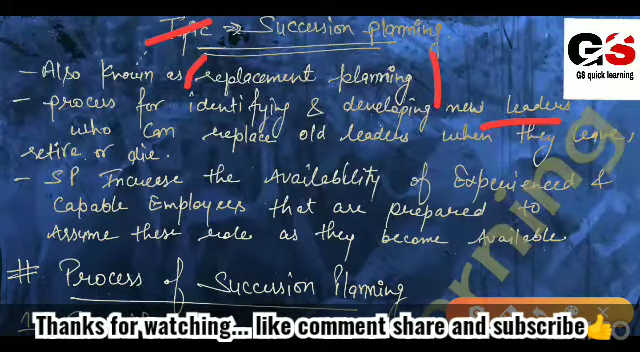 Topic ⇒ Succession planning
GS
GS quick learning
- Also known as replacement planning
- process for identifying & developing new leaders
who can replace old leaders when they leave,
retire or die.
- SP Increase the Availability of Experienced &
capable Employees that are prepared to
Assume these role as they become Available
# Process of Succession Planning
Thanks for watching... like comment share and subscribe👍